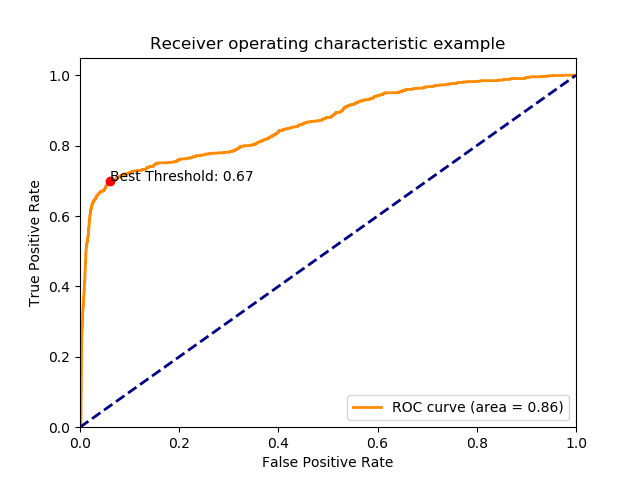 Receiver operating characteristic example
True Positive Rate
1.0
0.8
0.6
0.4
0.2
0.0
Best Threshold: 0.67
ROC curve (area = 0.86)
0.0 0.2 0.4 0.6 0.8 1.0
False Positive Rate